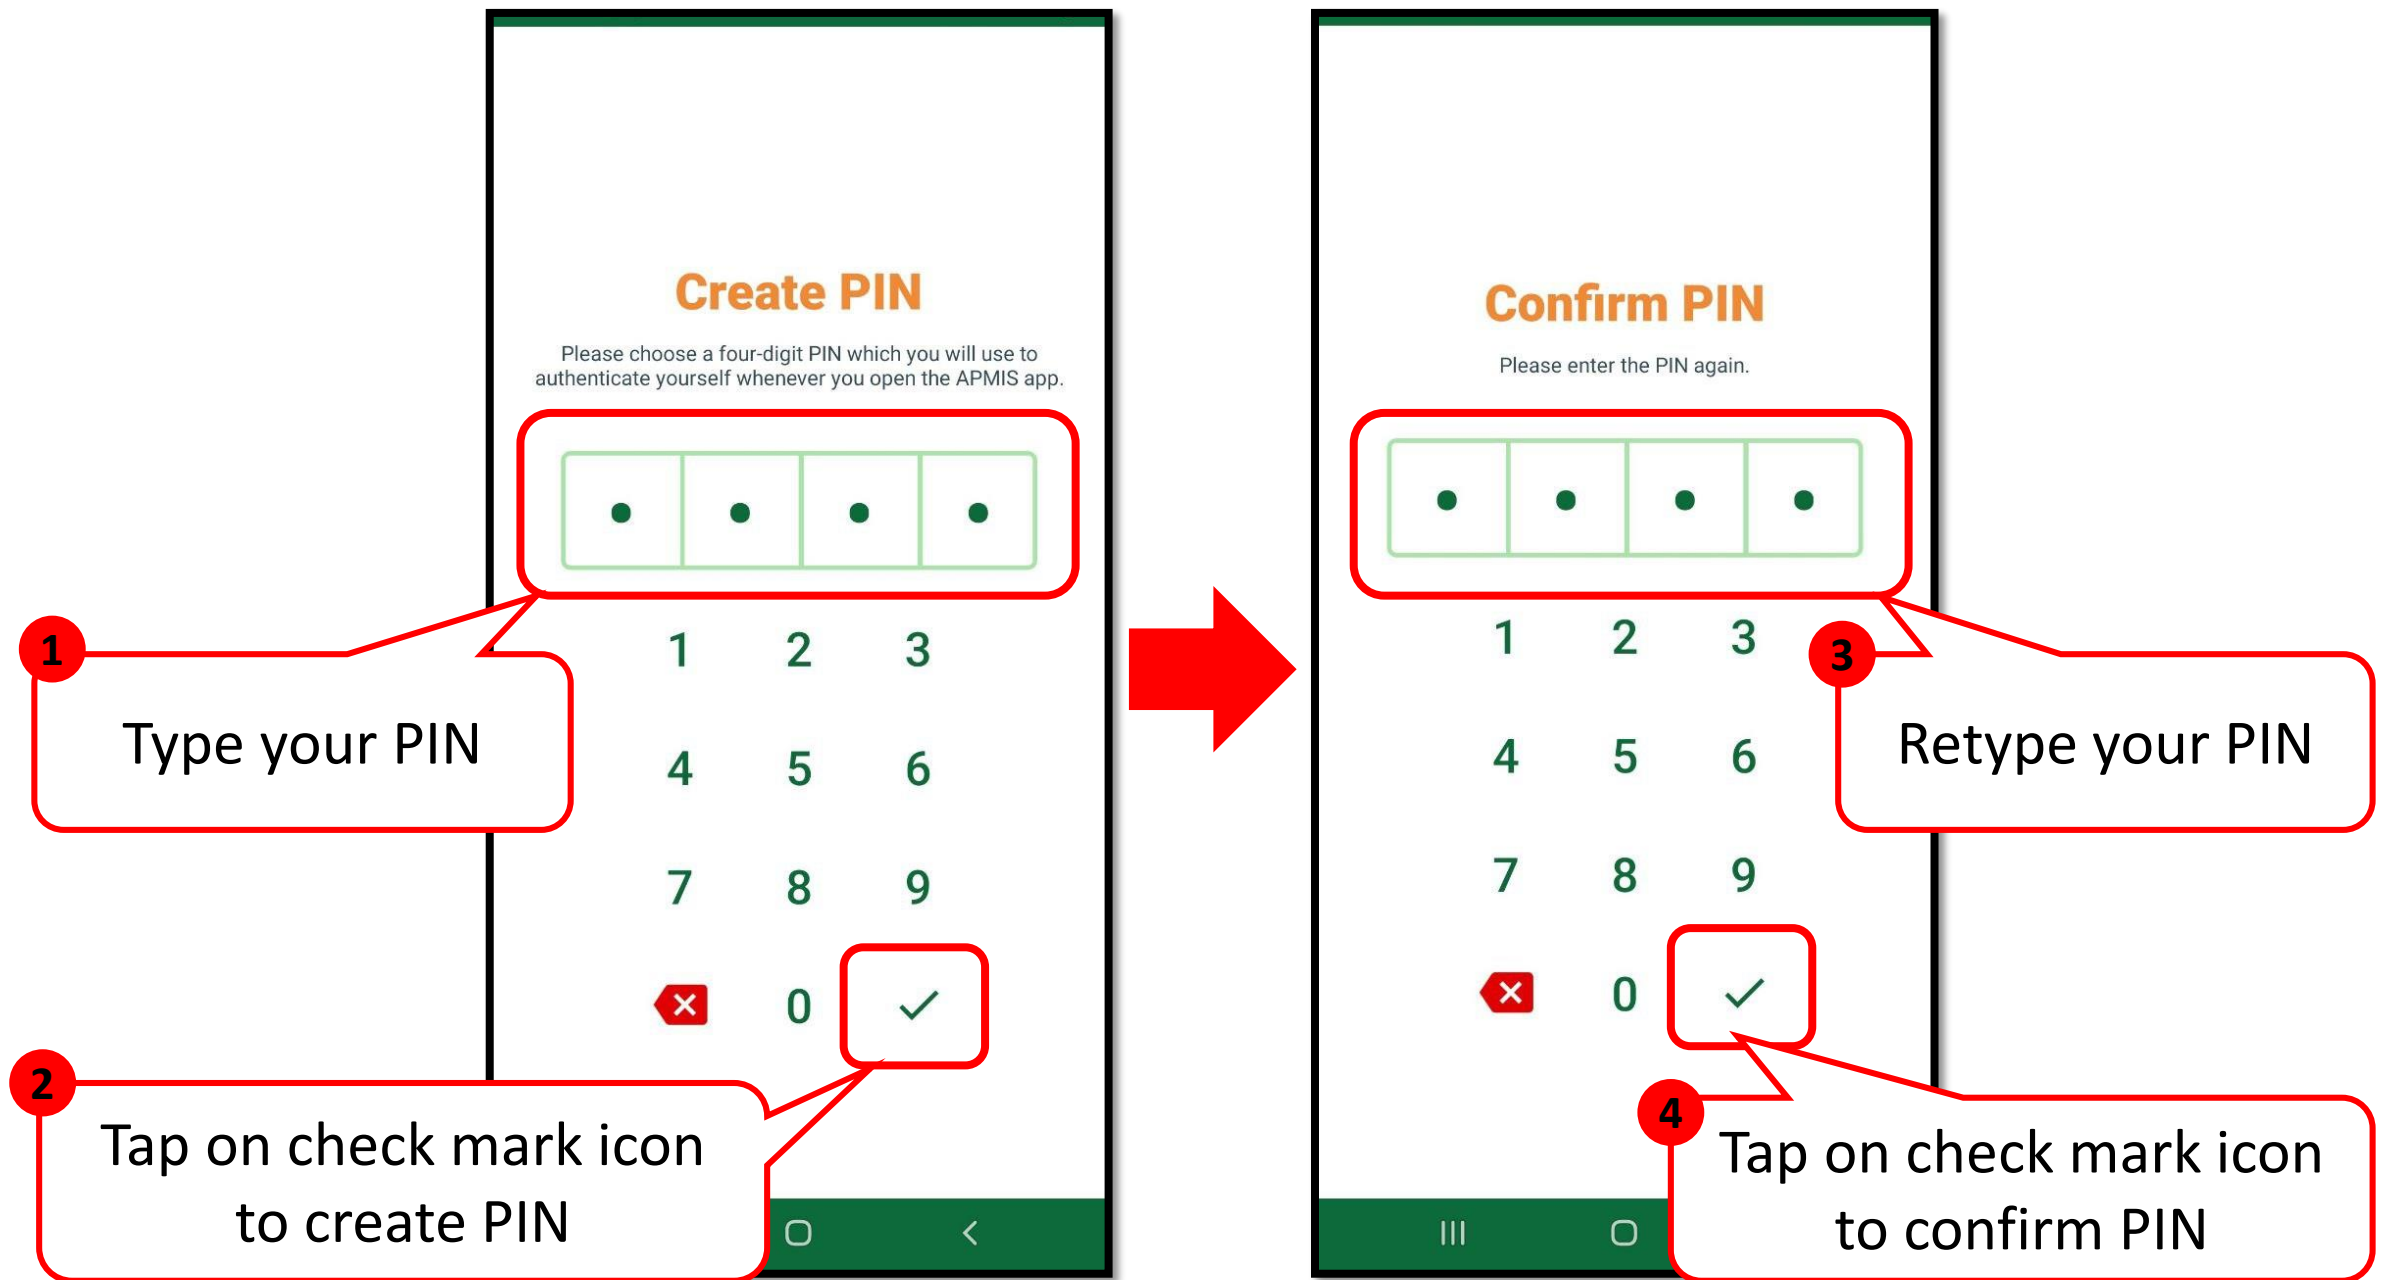 Create PIN
Please choose a four-digit PIN which you will use to
authenticate yourself whenever you open the APMIS app.
1 2 3
4 5 6
7 8 9
0
1
Type your PIN
2
Tap on check mark icon
to create PIN
Confirm PIN
Please enter the PIN again.
1 2 3
4 5 6
7 8 9
0
3
Retype your PIN
4
Tap on check mark icon
to confirm PIN